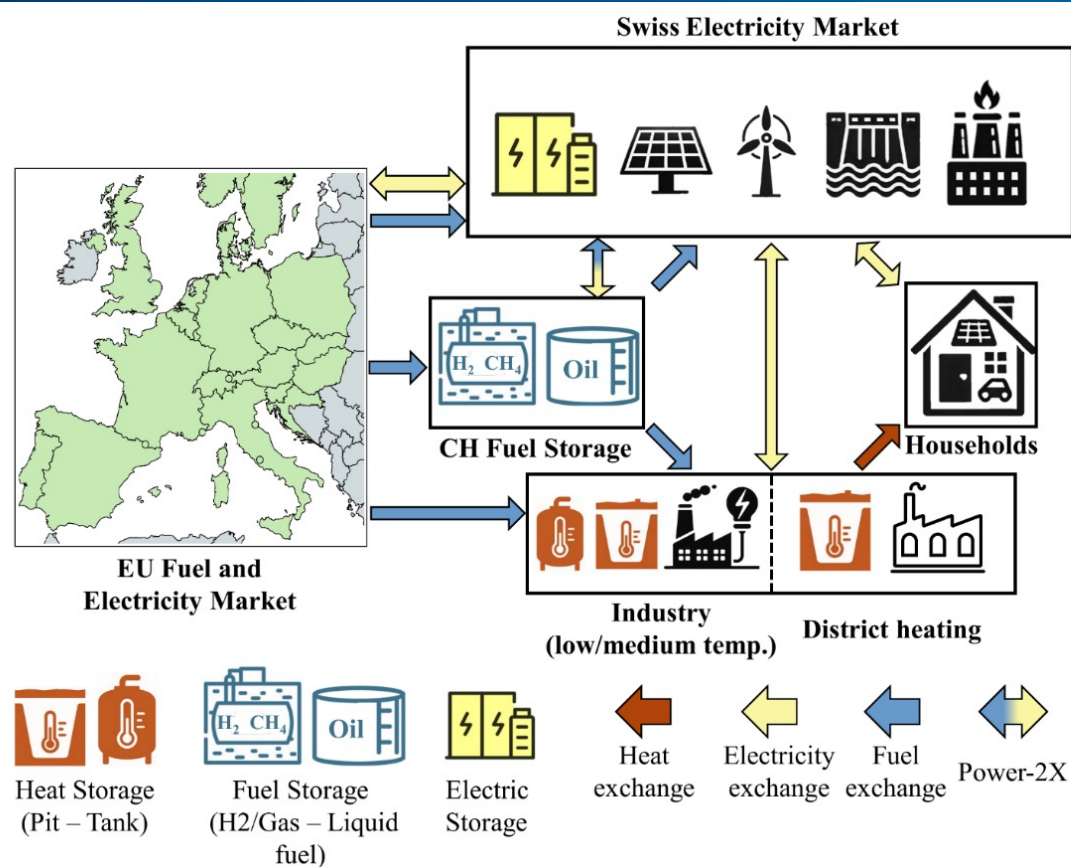 Swiss Electricity Market
H₂ CH₄
Oil
CH Fuel Storage
Households
EU Fuel and
Electricity Market
Industry
(low/medium temp.)
District heating
H₂ CH₄
Oil
Heat Storage
(Pit – Tank)
Fuel Storage
(H2/Gas – Liquid
fuel)
Electric
Storage
Heat
exchange
Electricity
exchange
Fuel
exchange
Power-2X